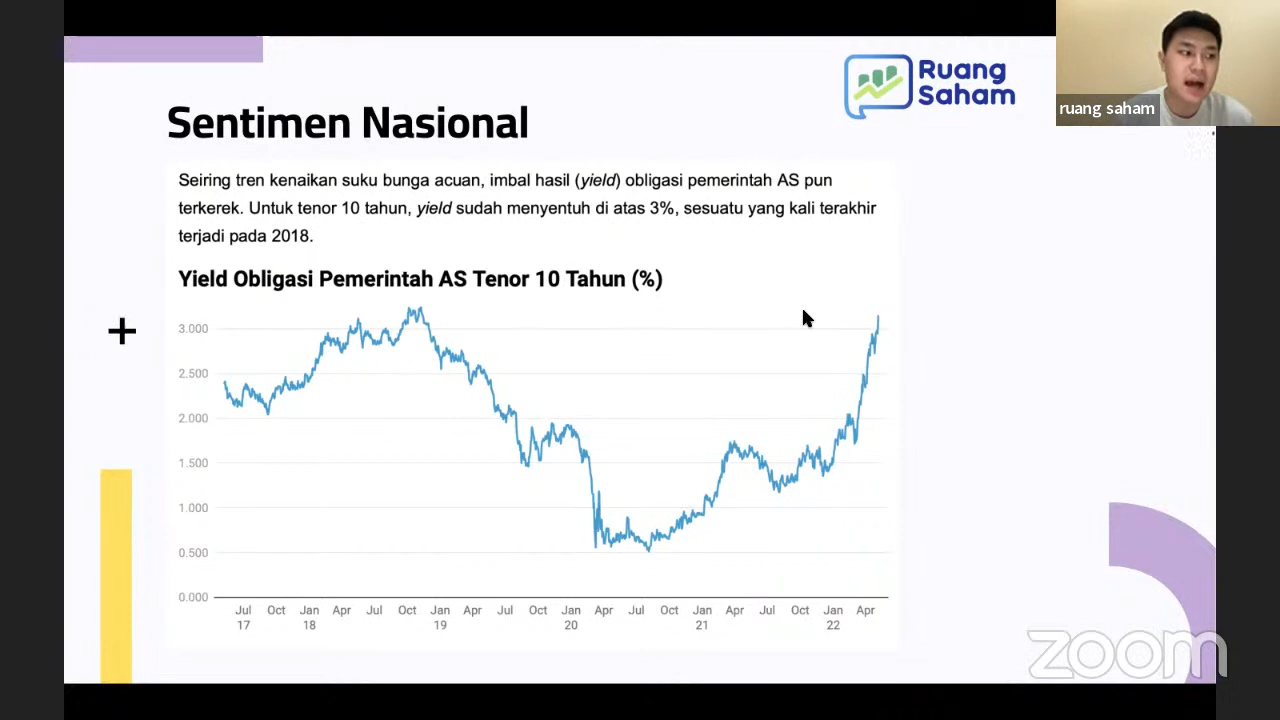 Ruang
Saham
ruang saham
Sentimen Nasional
Seiring tren kenaikan suku bunga acuan, imbal hasil (yield) obligasi pemerintah AS pun
terkerek. Untuk tenor 10 tahun, yield sudah menyentuh di atas 3%, sesuatu yang kali terakhir
terjadi pada 2018.
Yield Obligasi Pemerintah AS Tenor 10 Tahun (%)
3.000
2.500
2.000
1.500
1.000
0.500
0.000
Jul Oct Jan Apr Jul Oct Jan Apr Jul Oct Jan Apr Jul Oct Jan Apr Jul Oct Jan Apr
17 18 19 20 21 22
zoom